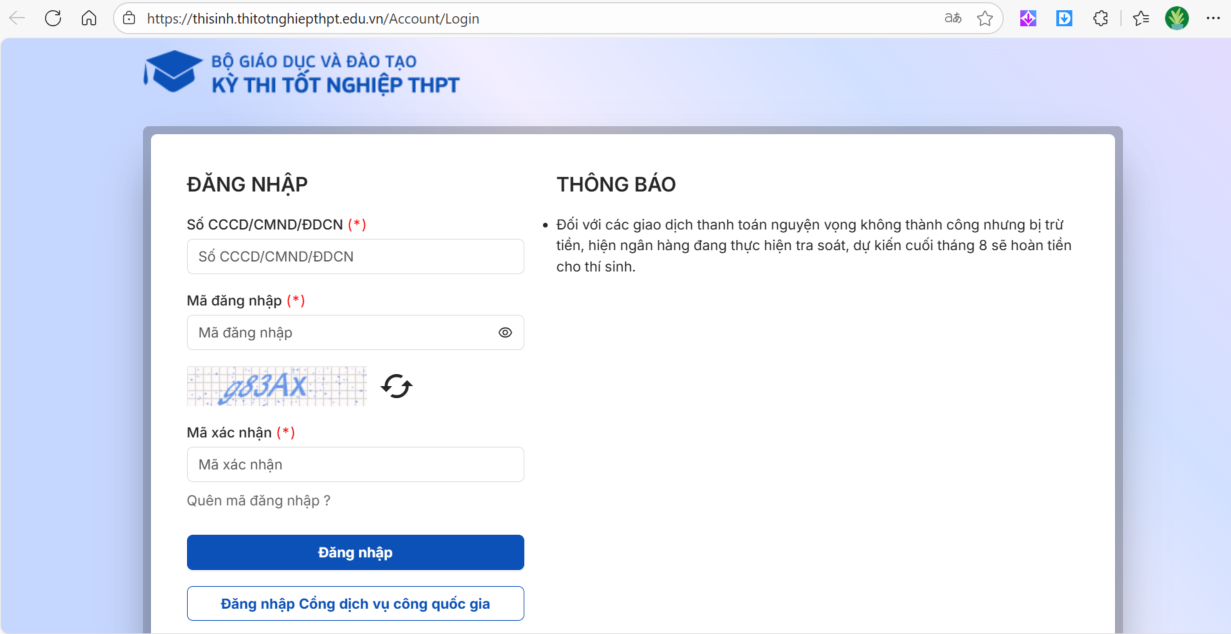 https://thisinh.thitotnghiepthpt.edu.vn/Account/Login
BỘ GIÁO DỤC VÀ ĐÀO TẠO
KỲ THI TỐT NGHIỆP THPT
ĐĂNG NHẬP
Số CCCD/CMND/ĐDCN (*)
Số CCCD/CMND/ĐDCN
Mã đăng nhập (*)
Mã đăng nhập
g83Ax
Mã xác nhận (*)
Mã xác nhận
Quên mã đăng nhập ?
Đăng nhập
Đăng nhập Cổng dịch vụ công quốc gia
THÔNG BÁO
• Đối với các giao dịch thanh toán nguyện vọng không thành công nhưng bị trừ
tiền, hiện ngân hàng đang thực hiện tra soát, dự kiến cuối tháng 8 sẽ hoàn tiền
cho thí sinh.